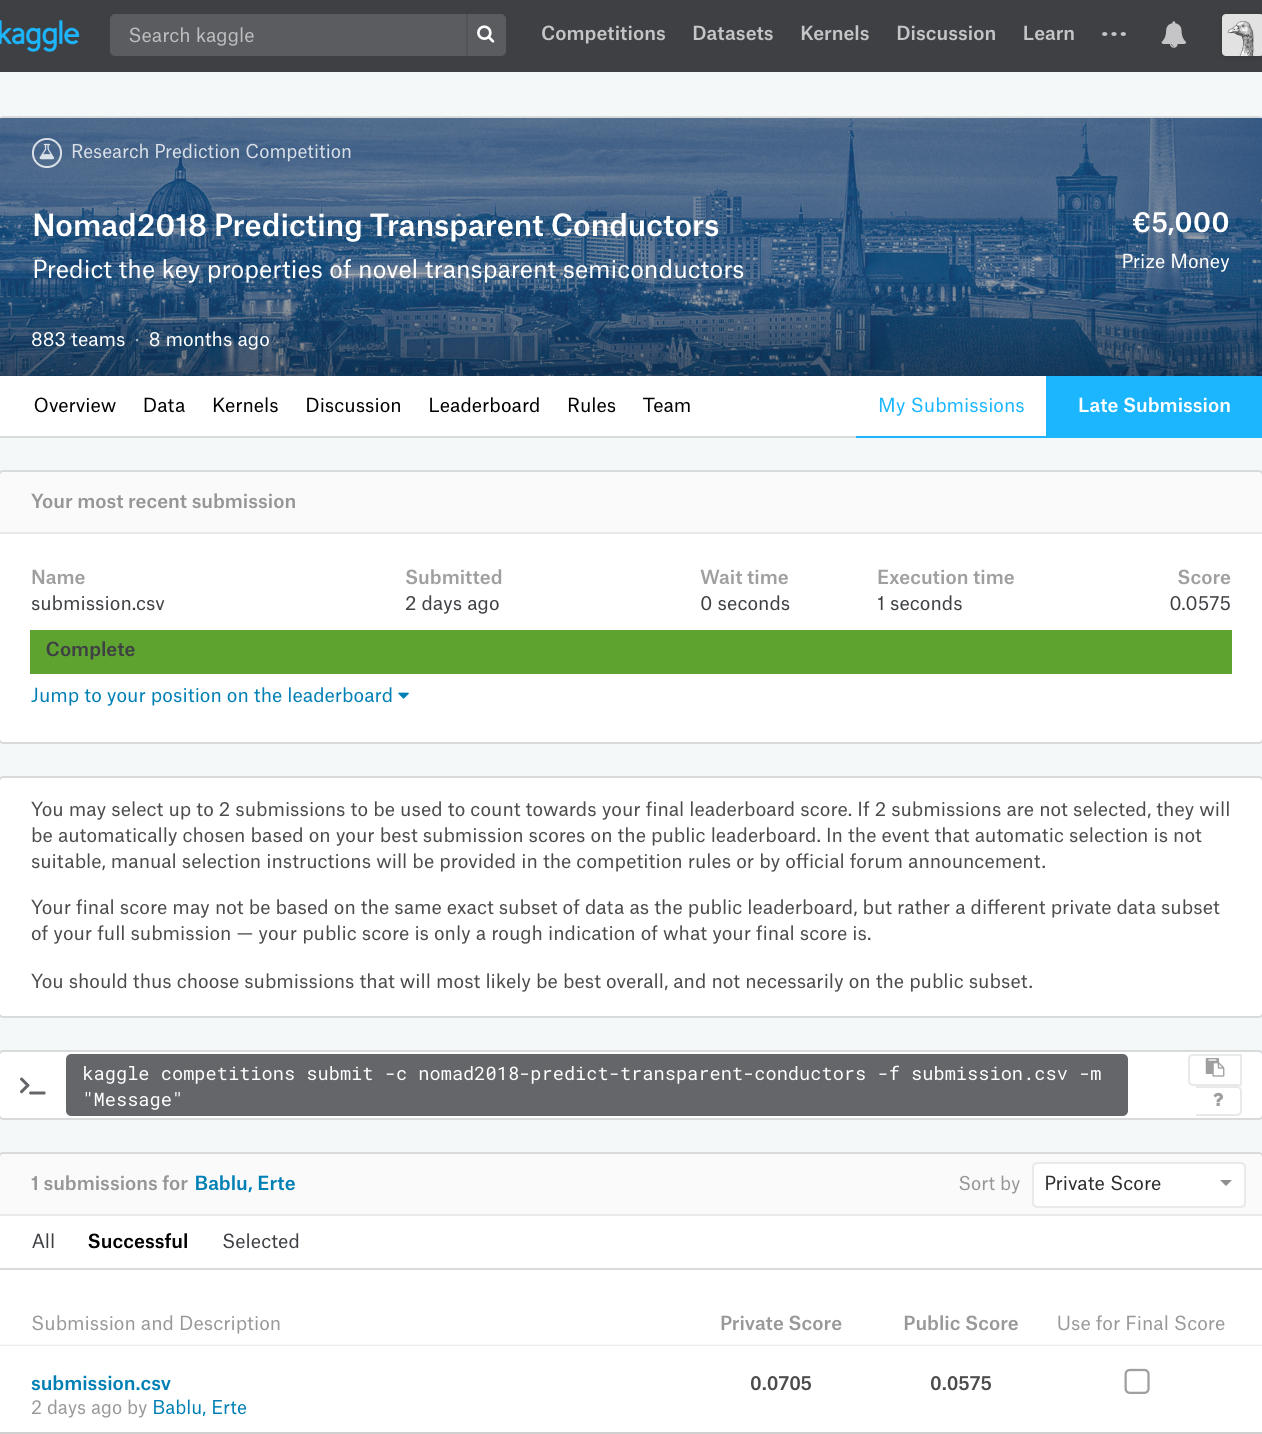 kaggle
Search kaggle
Competitions
Datasets
Kernels
Discussion
Learn
Research Prediction Competition
Nomad2018 Predicting Transparent Conductors
Predict the key properties of novel transparent semiconductors
€5,000
Prize Money
883 teams · 8 months ago
Overview
Data
Kernels
Discussion
Leaderboard
Rules
Team
My Submissions
Late Submission
Your most recent submission
Name
Submitted
Wait time
Execution time
Score
submission.csv
2 days ago
0 seconds
1 seconds
0.0575
Complete
Jump to your position on the leaderboard
You may select up to 2 submissions to be used to count towards your final leaderboard score. If 2 submissions are not selected, they will
be automatically chosen based on your best submission scores on the public leaderboard. In the event that automatic selection is not
suitable, manual selection instructions will be provided in the competition rules or by official forum announcement.
Your final score may not be based on the same exact subset of data as the public leaderboard, but rather a different private data subset
of your full submission — your public score is only a rough indication of what your final score is.
You should thus choose submissions that will most likely be best overall, and not necessarily on the public subset.
kaggle competitions submit -c nomad2018-predict-transparent-conductors -f submission.csv -m
"Message"
?
1 submissions for Bablu, Erte
Sort by
Private Score
All
Successful
Selected
Submission and Description
Private Score
Public Score
Use for Final Score
submission.csv
0.0705
0.0575
2 days ago by Bablu, Erte